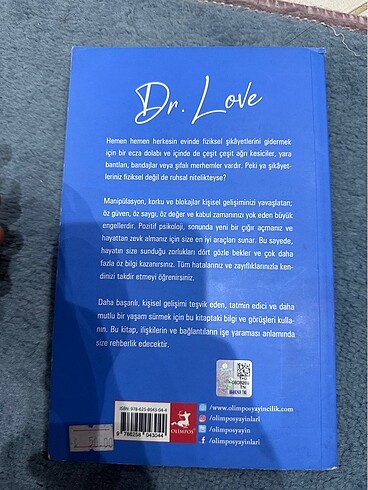 Dr. Love
Hemen hemen herkesin evinde fiziksel şikâyetlerini gidermek
için bir ecza dolabı ve içinde de çeşit çeşit ağrı kesiciler, yara
bantları, bandajlar veya şifalı merhemler vardır. Peki ya şikâyet-
leriniz fiziksel değil de ruhsal nitelikteyse?
Manipülasyon, korku ve blokajlar kişisel gelişiminizi yavaşlatan;
öz güven, öz saygı, öz değer ve kabul zamanınızı yok eden büyük
engellerdir. Pozitif psikoloji, sonunda yeni bir çığır açmanız ve
hayattan zevk almanız için size en iyi araçları sunar. Bu sayede,
hayatın size sunduğu zorlukları dört gözle bekler ve çok daha
fazla öz bilgi kazanırsınız. Tüm hatalarınız ve zayıflıklarınızla ken-
dinizi takdir etmeyi öğrenirsiniz.
Daha başarılı, kişisel gelişimi teşvik eden, tatmin edici ve daha
mutlu bir yaşam sürmek için bu kitaptaki bilgi ve görüşleri kulla-
nın. Bu kitap, ilişkilerin ve bağlantıların işe yaraması anlamında
size rehberlik edecektir.
ISBN: 978-625-8043-04-4
9 786258 043044
OLIMPOS
www.olimposyayincilik.com
/olimposyayinlari
/olimposyayin
/olimposyayinlari